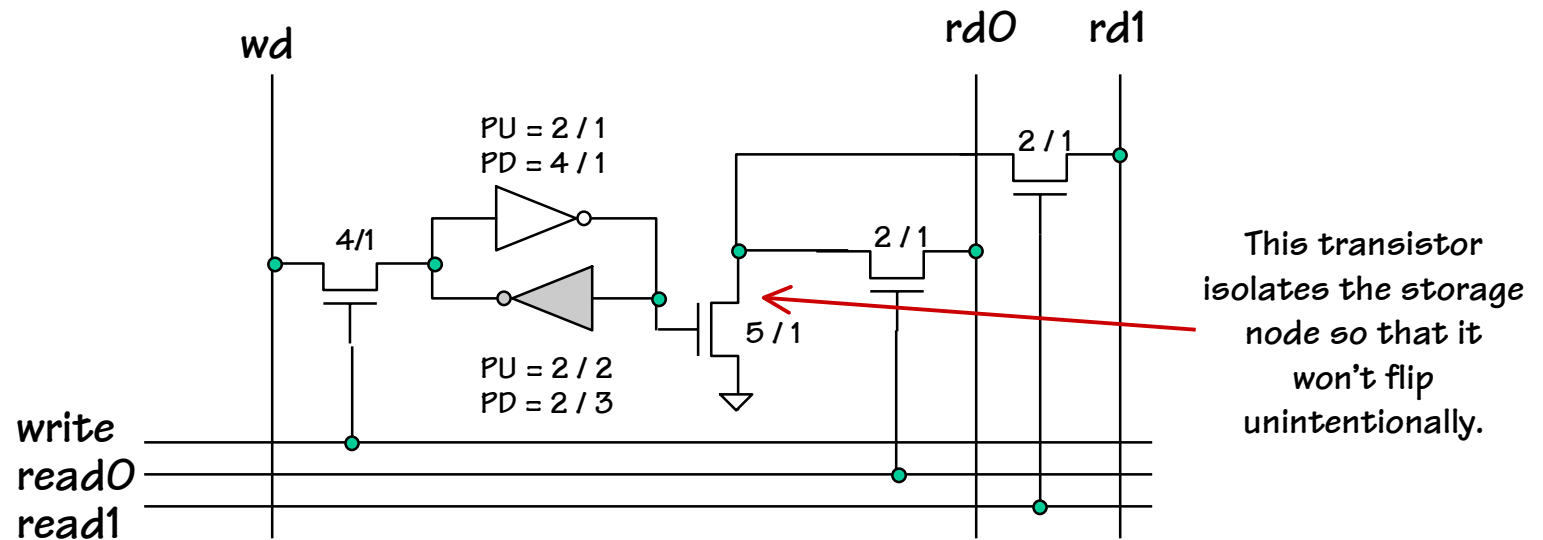 wd
rd0
rd1
PU = 2 / 1
PD = 4 / 1
2 / 1
4/1
2 / 1
This transistor
isolates the storage
node so that it
won't flip
unintentionally.
5 / 1
PU = 2 / 2
PD = 2 / 3
write
read0
read1